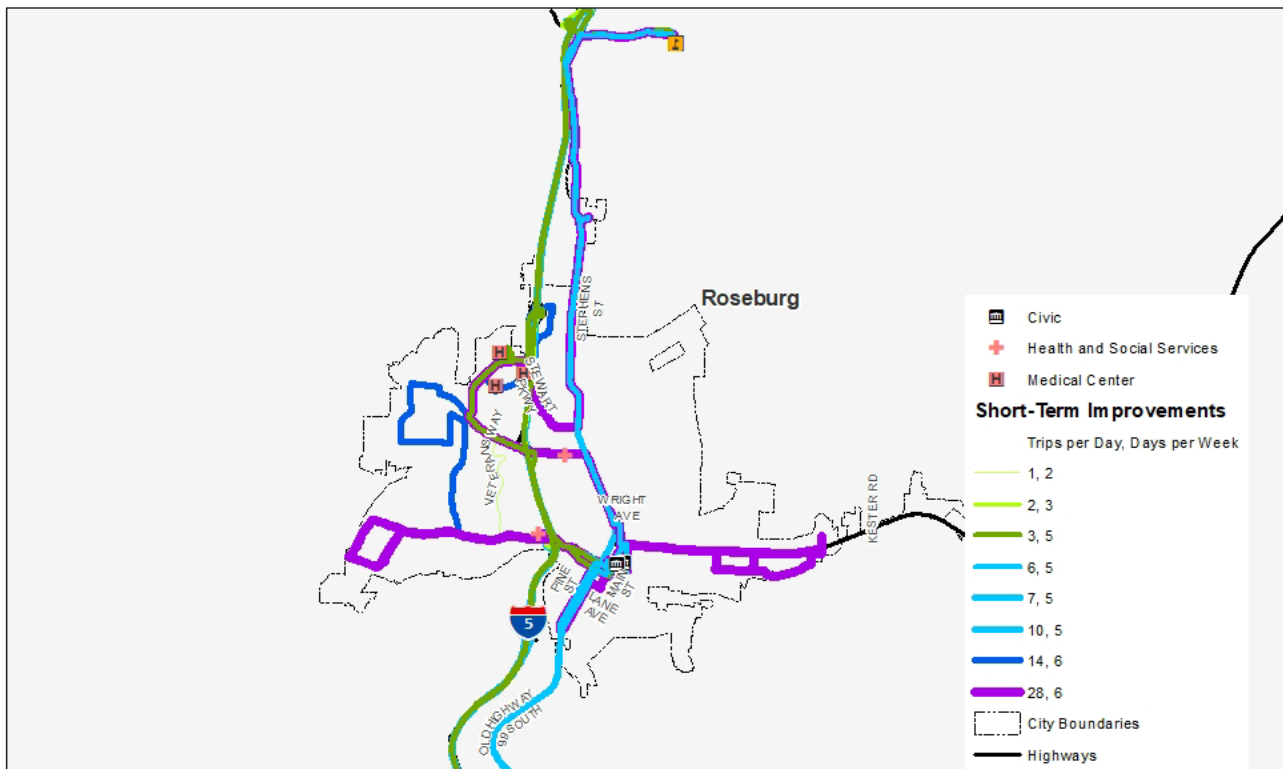 STEPHENS
ST
Roseburg
STEWART
PKWY
VETERANS WAY
WRIGHT
AVE
KESTER RD
PINE
ST
MAIN
ST
LANE
AVE
5
OLD HIGHWAY
99 SOUTH
H
H
H
Civic
Health and Social Services
H Medical Center
Short-Term Improvements
Trips per Day, Days per Week
1, 2
2, 3
3, 5
6, 5
7, 5
10, 5
14, 6
28, 6
City Boundaries
Highways